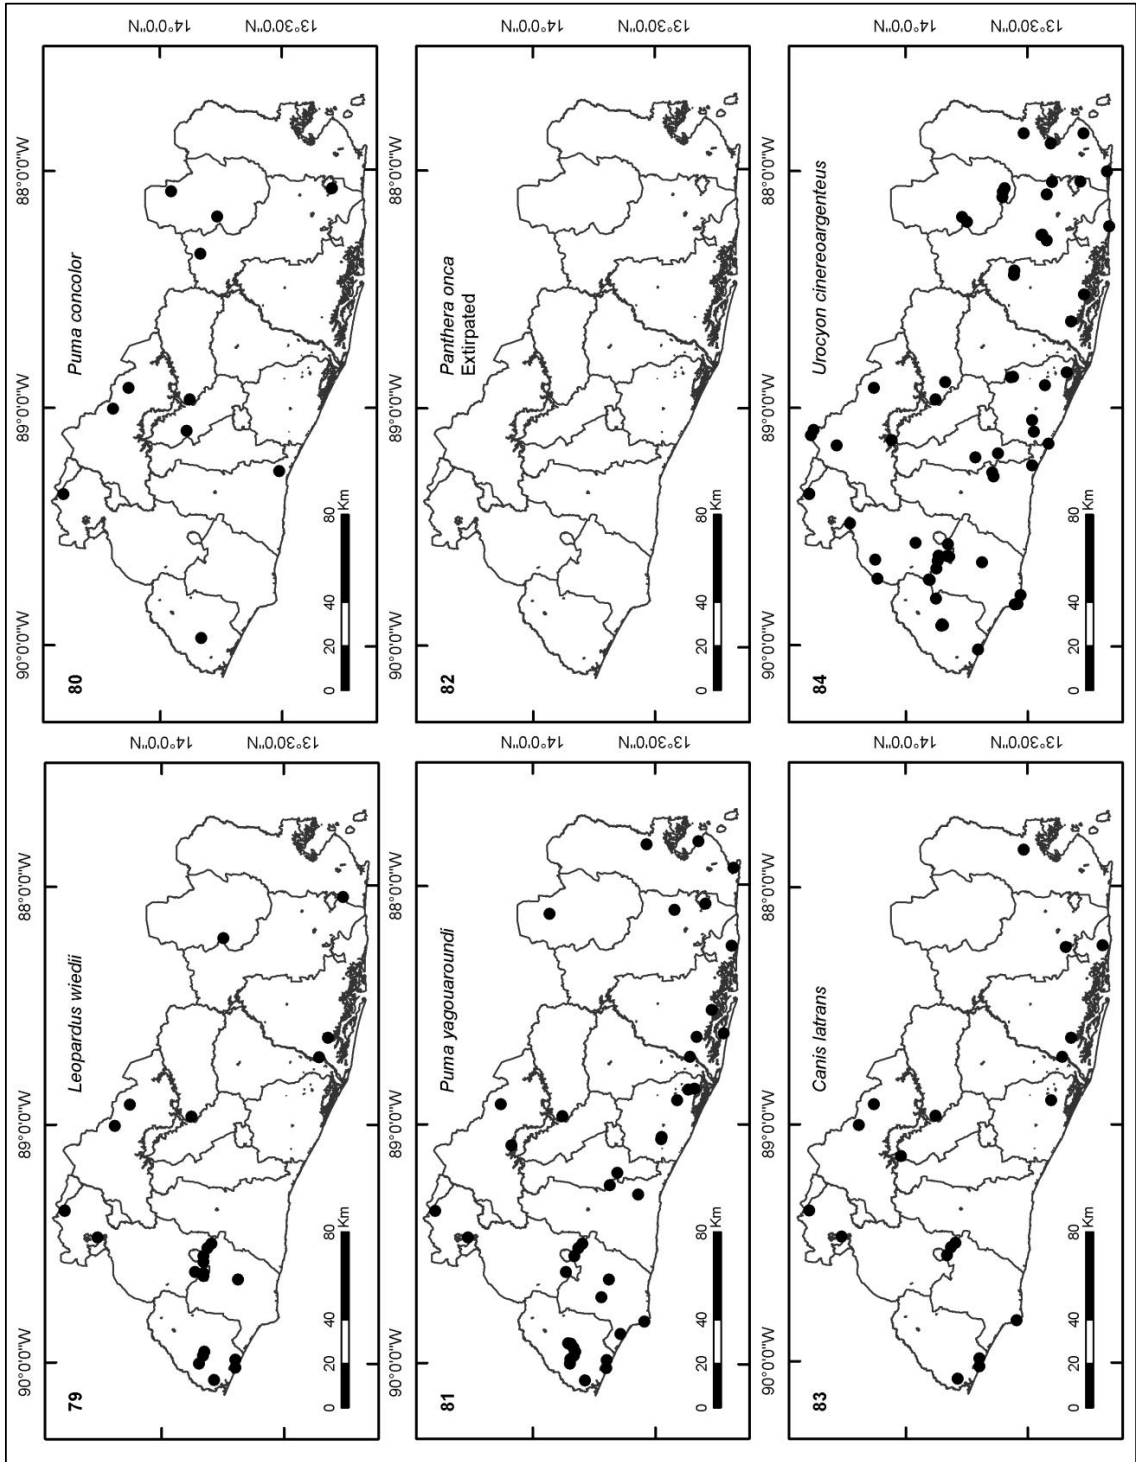 90°0'0"W 89°0'0"W 88°0'0"W
79
Leopardus wiedii
14°0'0"N
13°30'0"N
0 20 40 80 Km
90°0'0"W 89°0'0"W 88°0'0"W
80
Puma concolor
14°0'0"N
13°30'0"N
0 20 40 80 Km
81
Puma yagouaroundi
14°0'0"N
13°30'0"N
0 20 40 80 Km
90°0'0"W 89°0'0"W 88°0'0"W
82
Panthera onca
Extirpated
14°0'0"N
13°30'0"N
0 20 40 80 Km
90°0'0"W 89°0'0"W 88°0'0"W
83
Canis latrans
14°0'0"N
13°30'0"N
0 20 40 80 Km
90°0'0"W 89°0'0"W 88°0'0"W
84
Urocyon cinereoargenteus
14°0'0"N
13°30'0"N
0 20 40 80 Km
90°0'0"W 89°0'0"W 88°0'0"W